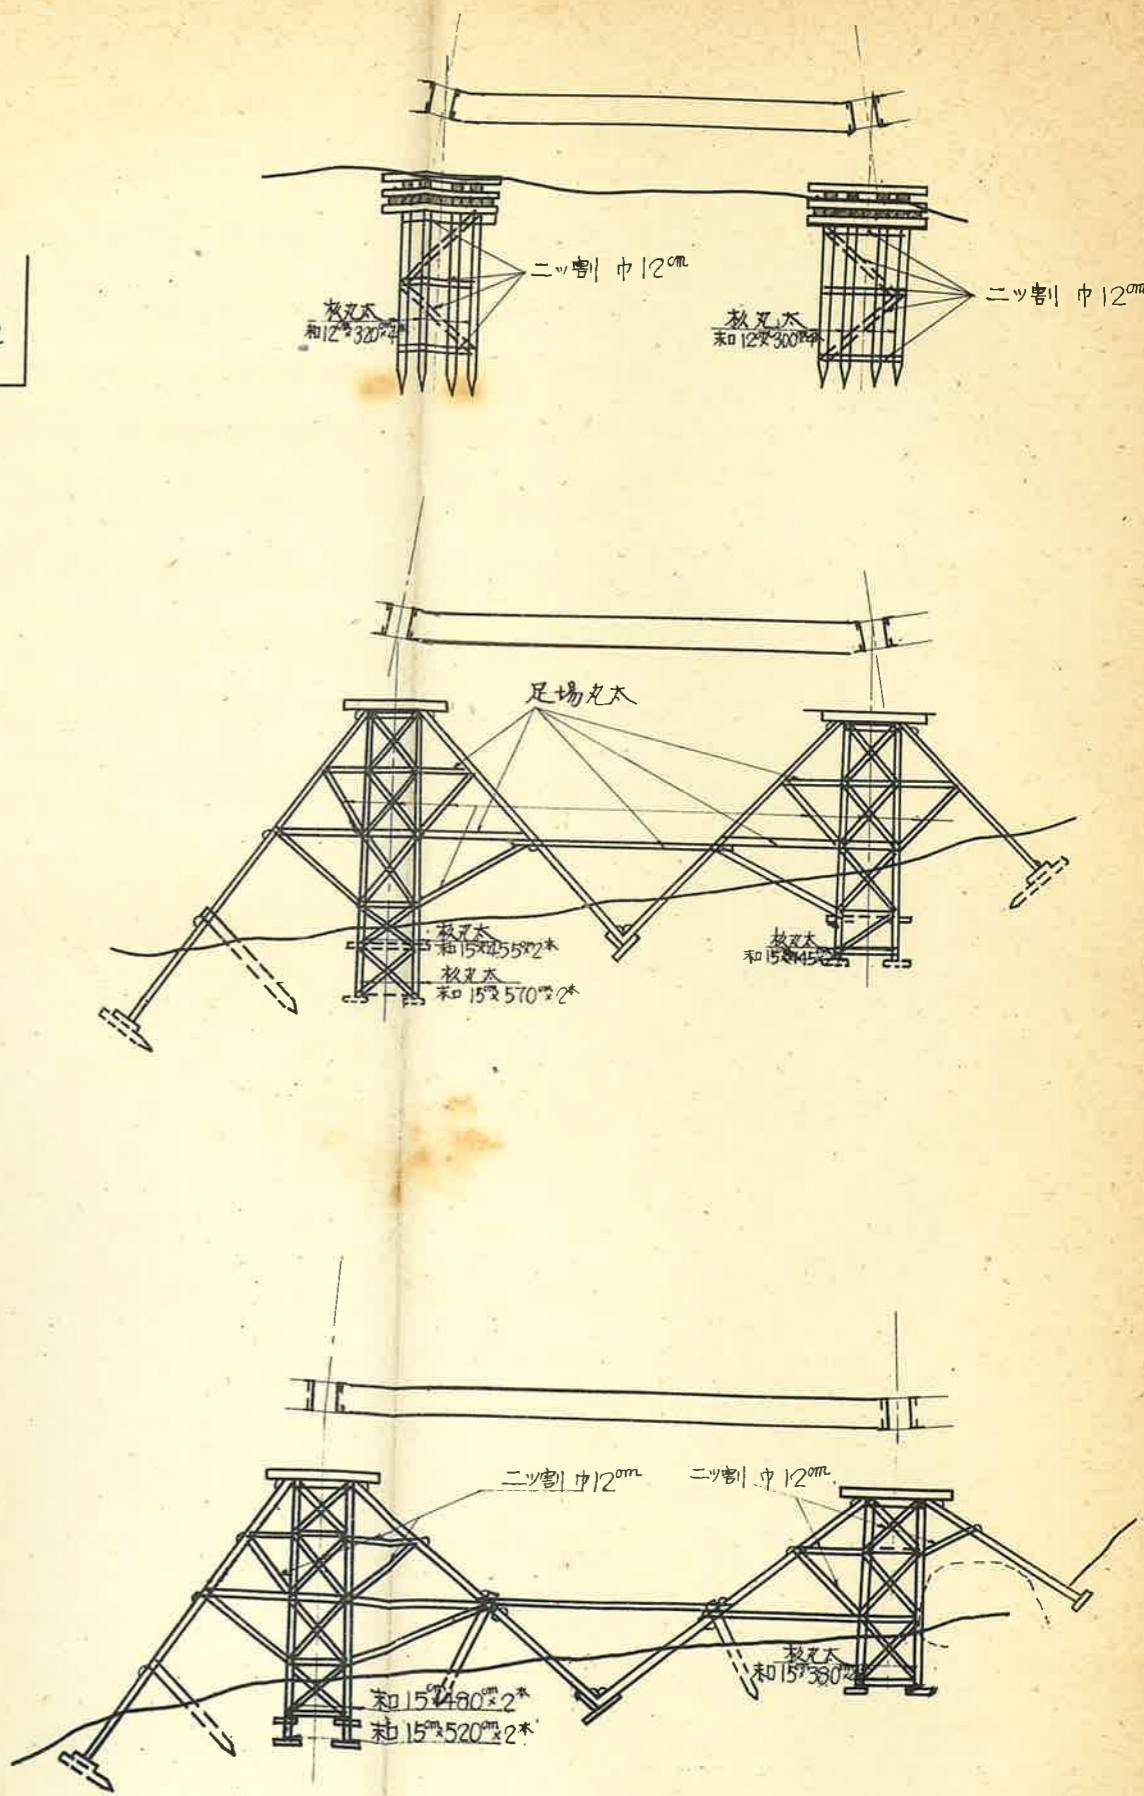 二ッ割 巾12cm
二ッ割 巾12cm
杉丸太
末口12cm×320cm×4本
杉丸太
末口12cm×300cm×4本
足場丸太
杉丸太
末口15cm×455cm×2本
杉丸太
末口15cm×570cm×2本
杉丸太
末口15cm×445cm
二ッ割 巾12cm
二ッ割 巾12cm
杉丸太
末口15cm×380cm
末口15cm×480cm×2本
末口15cm×520cm×2本